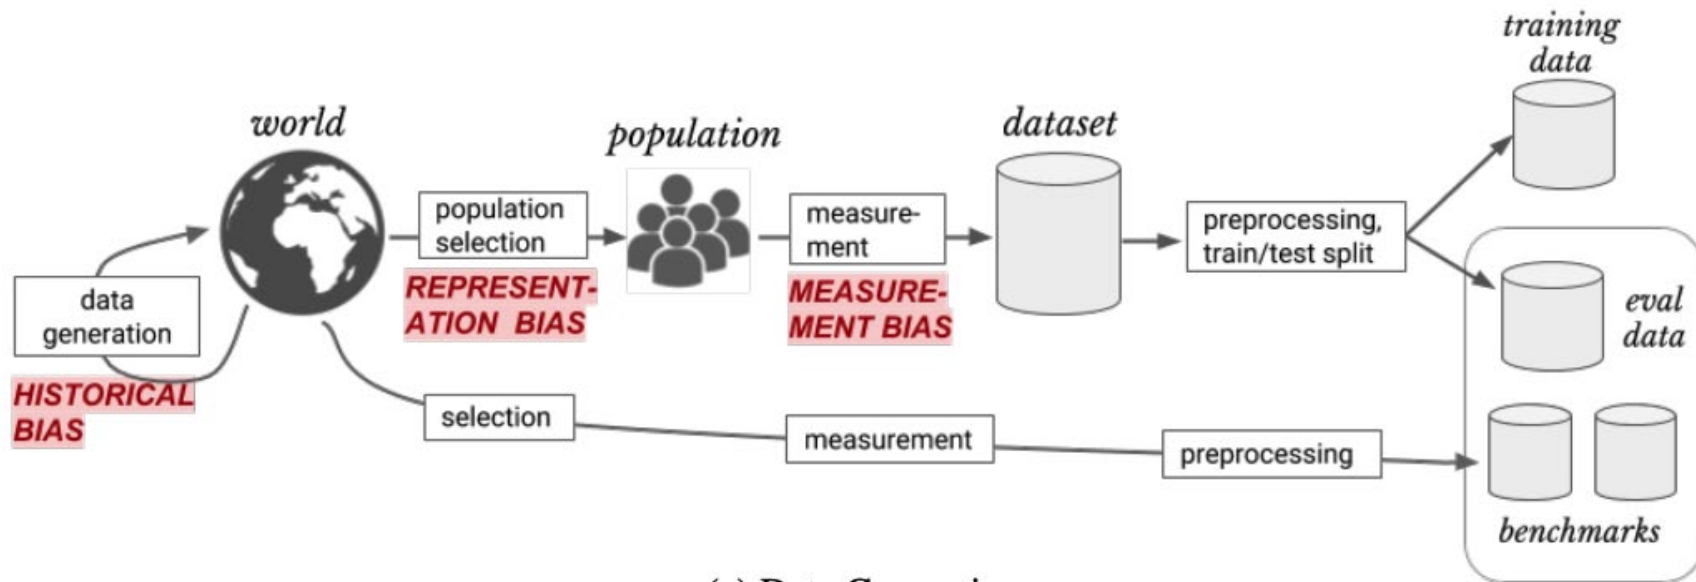 training
data
world
population
dataset
population
selection
measure-
ment
preprocessing,
train/test split
data
generation
REPRESENT-
ATION BIAS
MEASURE-
MENT BIAS
eval
data
HISTORICAL
BIAS
selection
measurement
preprocessing
benchmarks